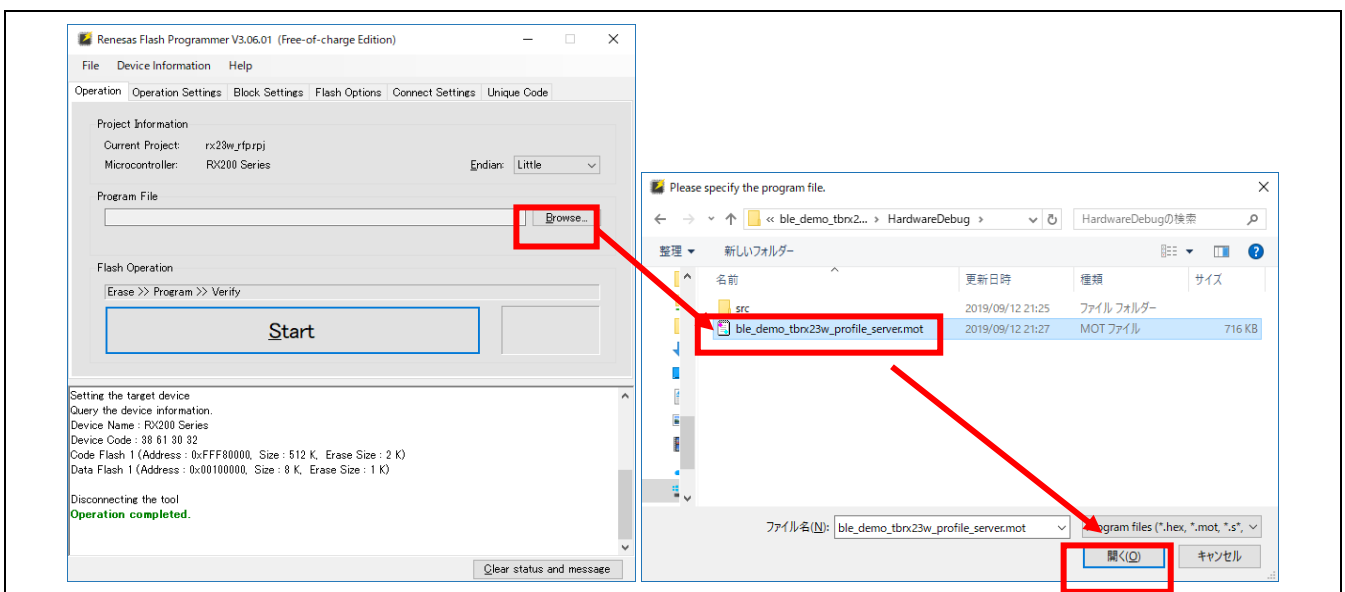 Renesas Flash Programmer V3.06.01 (Free-of-charge Edition)
File Device Information Help
Operation Operation Settings Block Settings Flash Options Connect Settings Unique Code
Project Information
Current Project: rx23w_rfp.rpj
Microcontroller: RX200 Series Endian: Little
Program File
Browse...
Flash Operation
Erase >> Program >> Verify
Start
Setting the target device
Query the device information.
Device Name : RX200 Series
Device Code : 38 61 30 32
Code Flash 1 (Address : 0xFFF80000, Size : 512 K, Erase Size : 2 K)
Data Flash 1 (Address : 0x00100000, Size : 8 K, Erase Size : 1 K)
Disconnecting the tool
Operation completed.
Clear status and message
Please specify the program file.
« ble_demo_tbrx2... › HardwareDebug › HardwareDebugの検索
整理 新しいフォルダー
名前 更新日時 種類 サイズ
src 2019/09/12 21:25 ファイル フォルダー
ble_demo_tbrx23w_profile_server.mot 2019/09/12 21:27 MOT ファイル 716 KB
ファイル名(N): ble_demo_tbrx23w_profile_server.mot Program files (*.hex, *.mot, *.s*,
開く(O) キャンセル